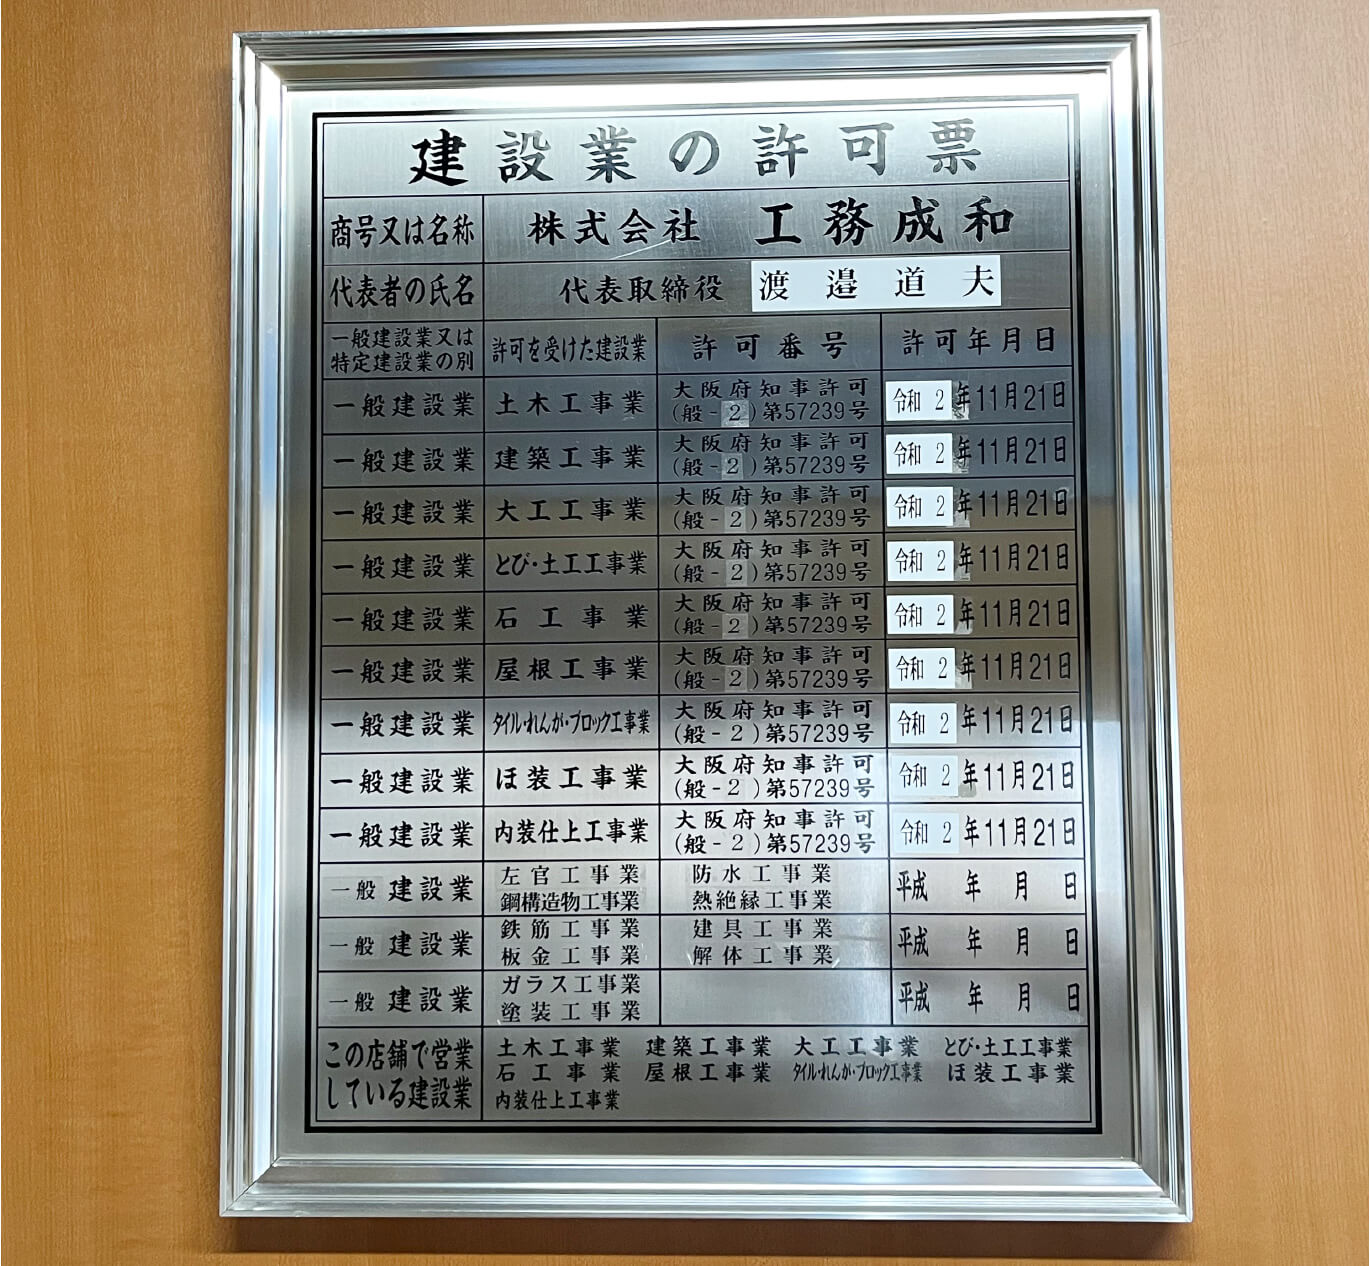 建設業の許可票
商号又は名称 株式会社 工務成和
代表者の氏名 代表取締役 渡邉道夫
一般建設業又は
特定建設業の別 許可を受けた建設業 許可番号 許可年月日
一般建設業 土木工事業 大阪府知事許可
(般-2)第57239号 令和2年11月21日
一般建設業 建築工事業 大阪府知事許可
(般-2)第57239号 令和2年11月21日
一般建設業 大工工事業 大阪府知事許可
(般-2)第57239号 令和2年11月21日
一般建設業 とび・土工工事業 大阪府知事許可
(般-2)第57239号 令和2年11月21日
一般建設業 石工事業 大阪府知事許可
(般-2)第57239号 令和2年11月21日
一般建設業 屋根工事業 大阪府知事許可
(般-2)第57239号 令和2年11月21日
一般建設業 タイル・れんが・ブロック工事業 大阪府知事許可
(般-2)第57239号 令和2年11月21日
一般建設業 ほ装工事業 大阪府知事許可
(般-2)第57239号 令和2年11月21日
一般建設業 内装仕上工事業 大阪府知事許可
(般-2)第57239号 令和2年11月21日
一般建設業 左官工事業 防水工事業 平成 年 月 日
鋼構造物工事業 熱絶縁工事業
一般建設業 鉄筋工事業 建具工事業 平成 年 月 日
板金工事業 解体工事業
一般建設業 ガラス工事業 平成 年 月 日
塗装工事業
この店舗で営業
している建設業
土木工事業 建築工事業 大工工事業 とび・土工工事業
石工事業 屋根工事業 タイル・れんが・ブロック工事業 ほ装工事業
内装仕上工事業